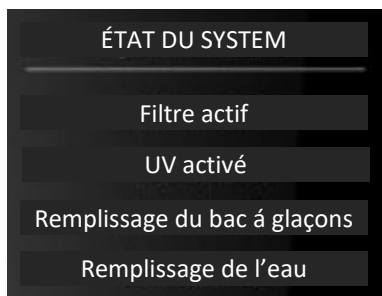 ÉTAT DU SYSTEM
Filtre actif
UV activé
Remplissage du bac á glaçons
Remplissage de l’eau